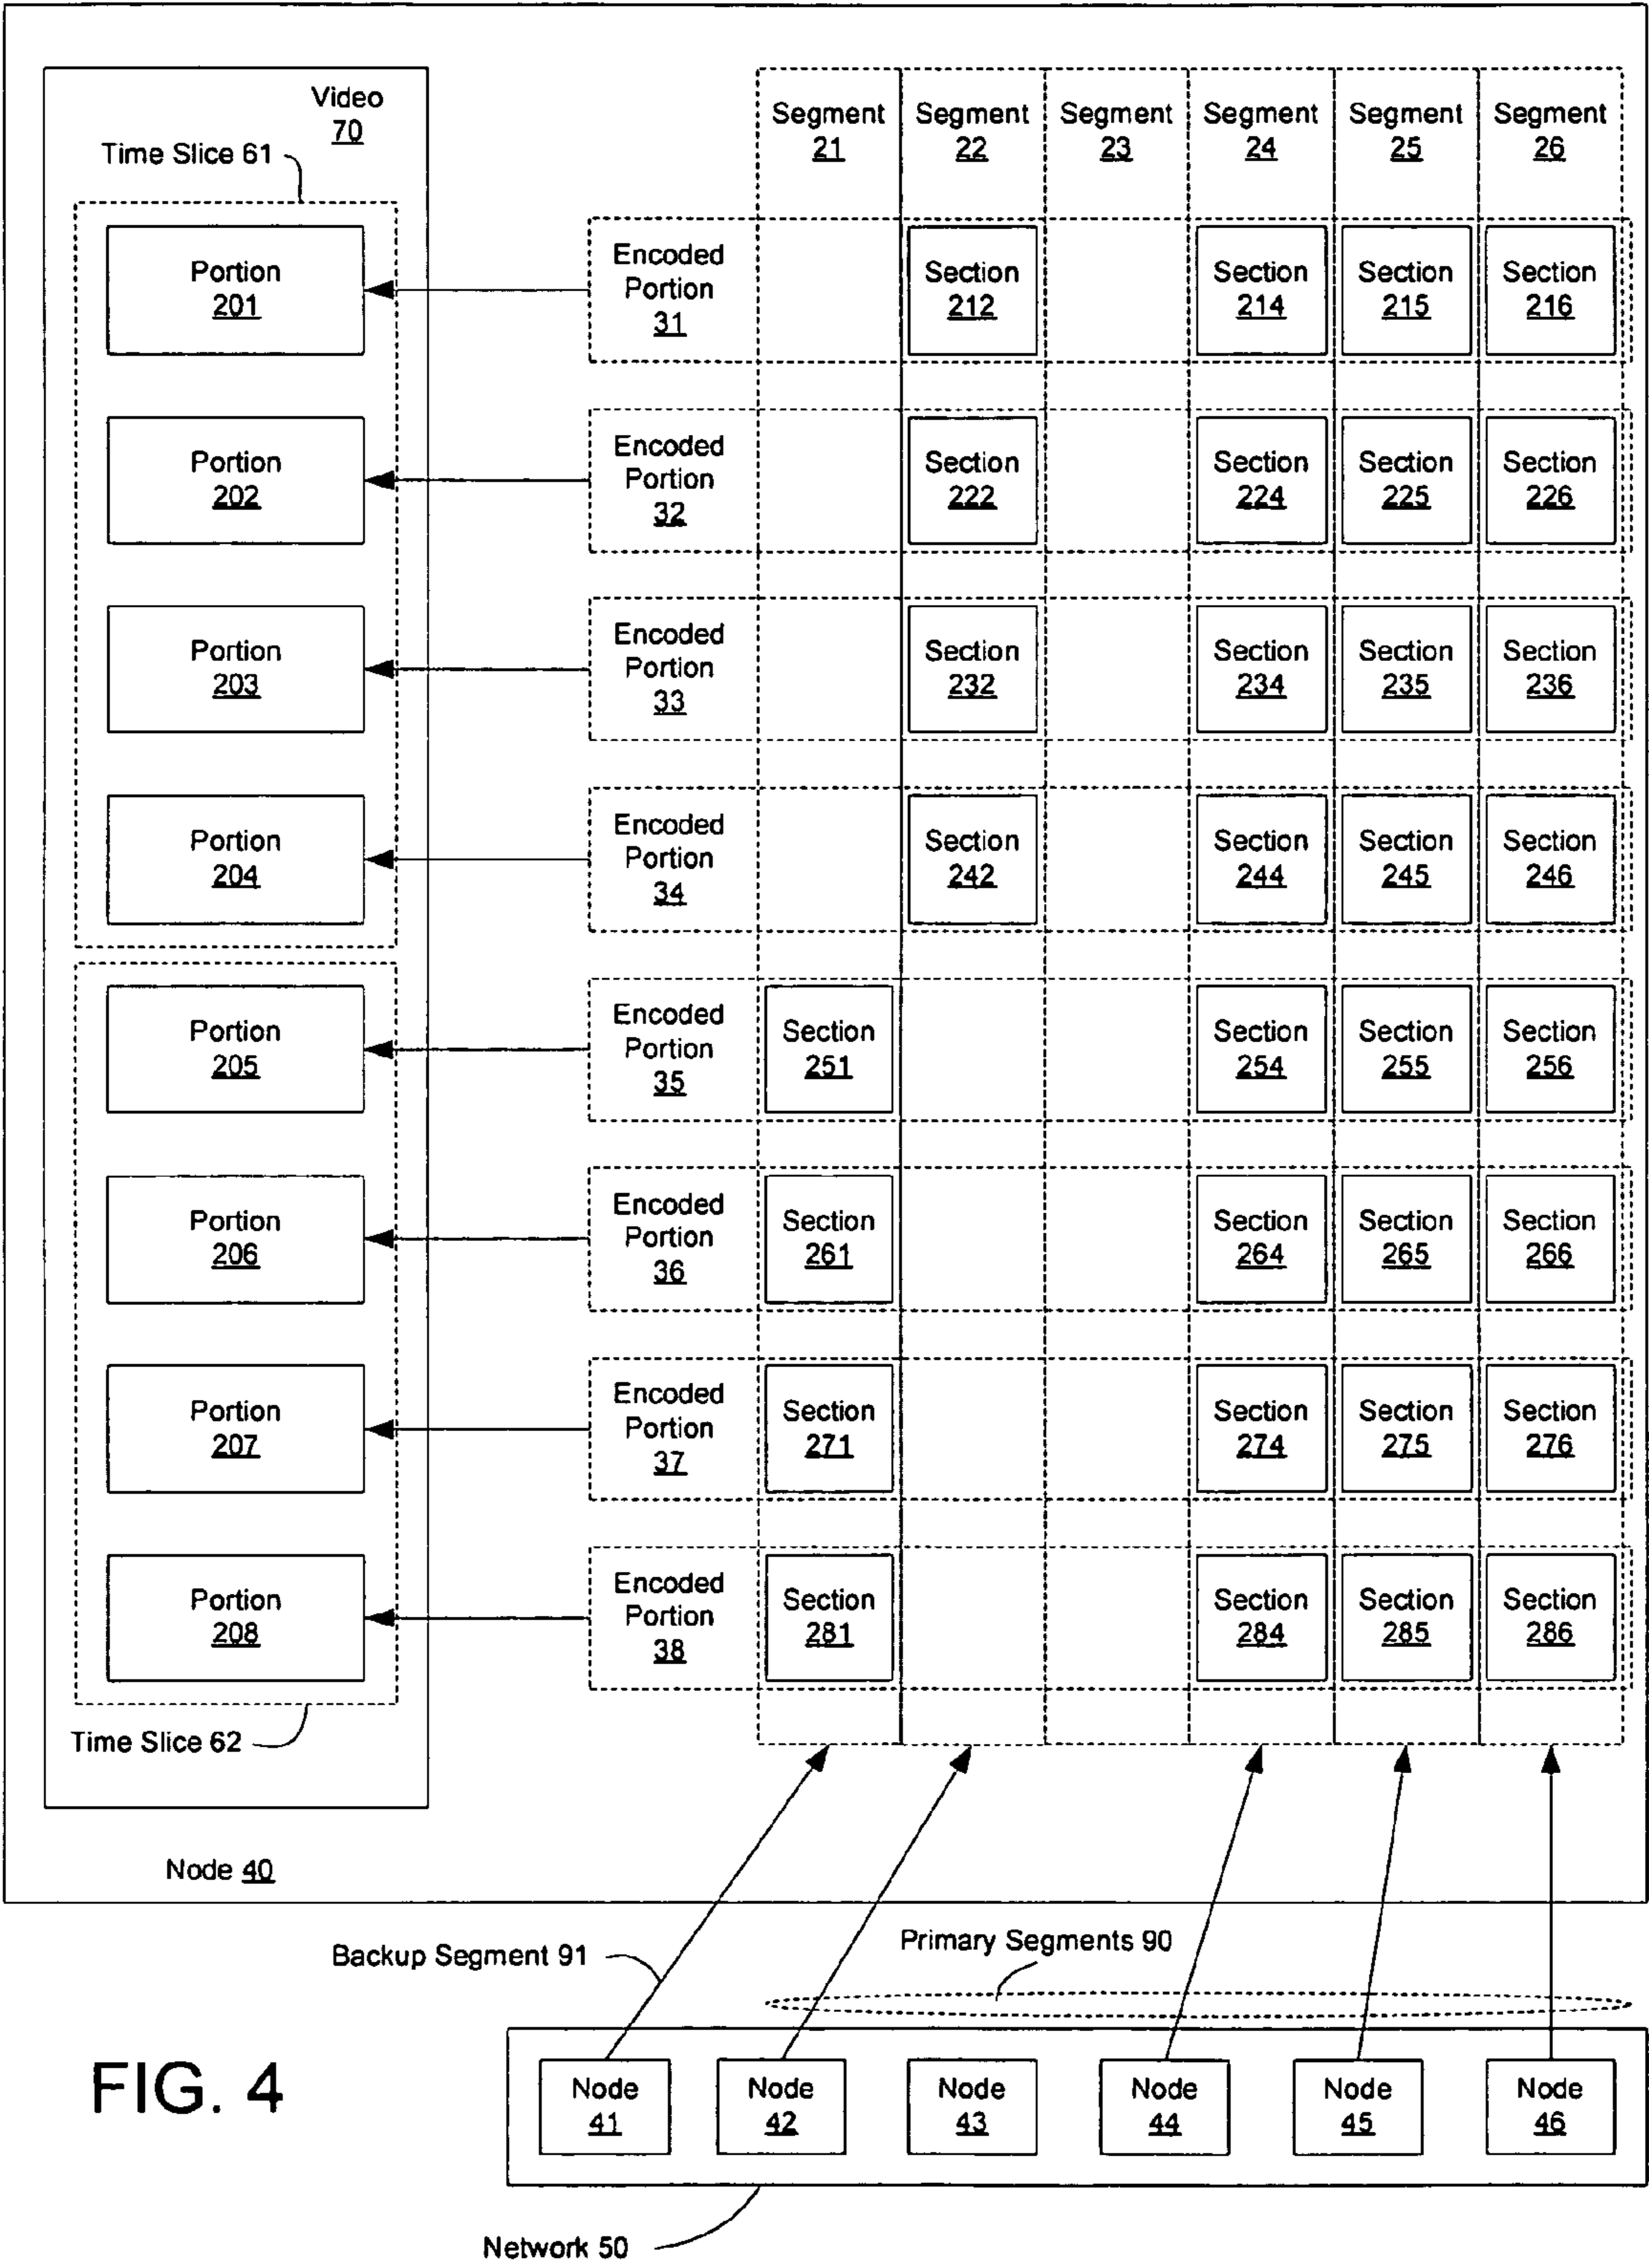 Video
70
Time Slice 61
Segment
21
Segment
22
Segment
23
Segment
24
Segment
25
Segment
26
Portion
201
Encoded
Portion
31
Section
212
Section
214
Section
215
Section
216
Portion
202
Encoded
Portion
32
Section
222
Section
224
Section
225
Section
226
Portion
203
Encoded
Portion
33
Section
232
Section
234
Section
235
Section
236
Portion
204
Encoded
Portion
34
Section
242
Section
244
Section
245
Section
246
Portion
205
Encoded
Portion
35
Section
251
Section
254
Section
255
Section
256
Portion
206
Encoded
Portion
36
Section
261
Section
264
Section
265
Section
266
Portion
207
Encoded
Portion
37
Section
271
Section
274
Section
275
Section
276
Portion
208
Encoded
Portion
38
Section
281
Section
284
Section
285
Section
286
Time Slice 62
Node 40
Backup Segment 91
Primary Segments 90
Node
41
Node
42
Node
43
Node
44
Node
45
Node
46
FIG. 4
Network 50